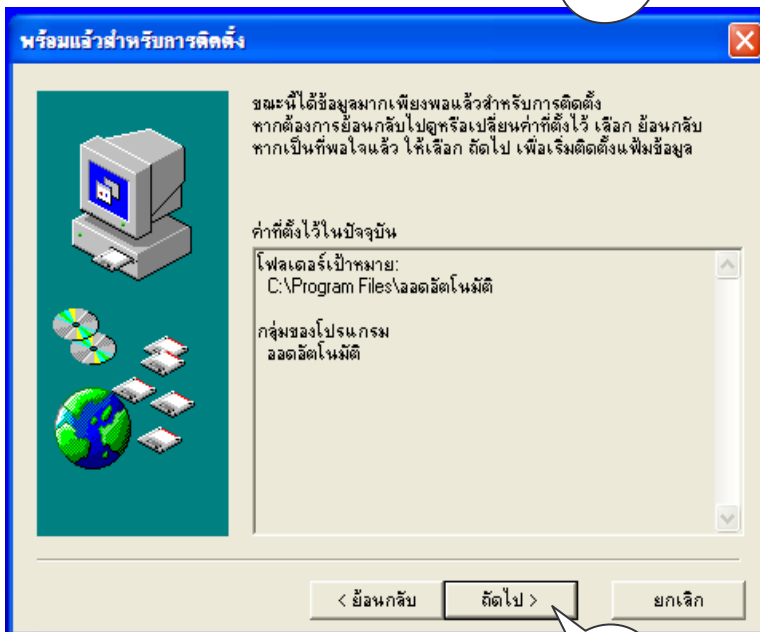 พร้อมแล้วสำหรับการติดตั้ง
ขณะนี้ได้ข้อมูลมากเพียงพอแล้วสำหรับการติดตั้ง
หากต้องการย้อนกลับไปดูหรือเปลี่ยนค่าที่ตั้งไว้ เลือก ย้อนกลับ
หากเป็นที่พอใจแล้ว ให้เลือก ถัดไป เพื่อเริ่มติดตั้งแฟ้มข้อมูล
ค่าที่ตั้งไว้ในปัจจุบัน
โฟลเดอร์เป้าหมาย:
C:\Program Files\ออดอัตโนมัติ
กลุ่มของโปรแกรม
ออดอัตโนมัติ
< ย้อนกลับ
ถัดไป >
ยกเลิก